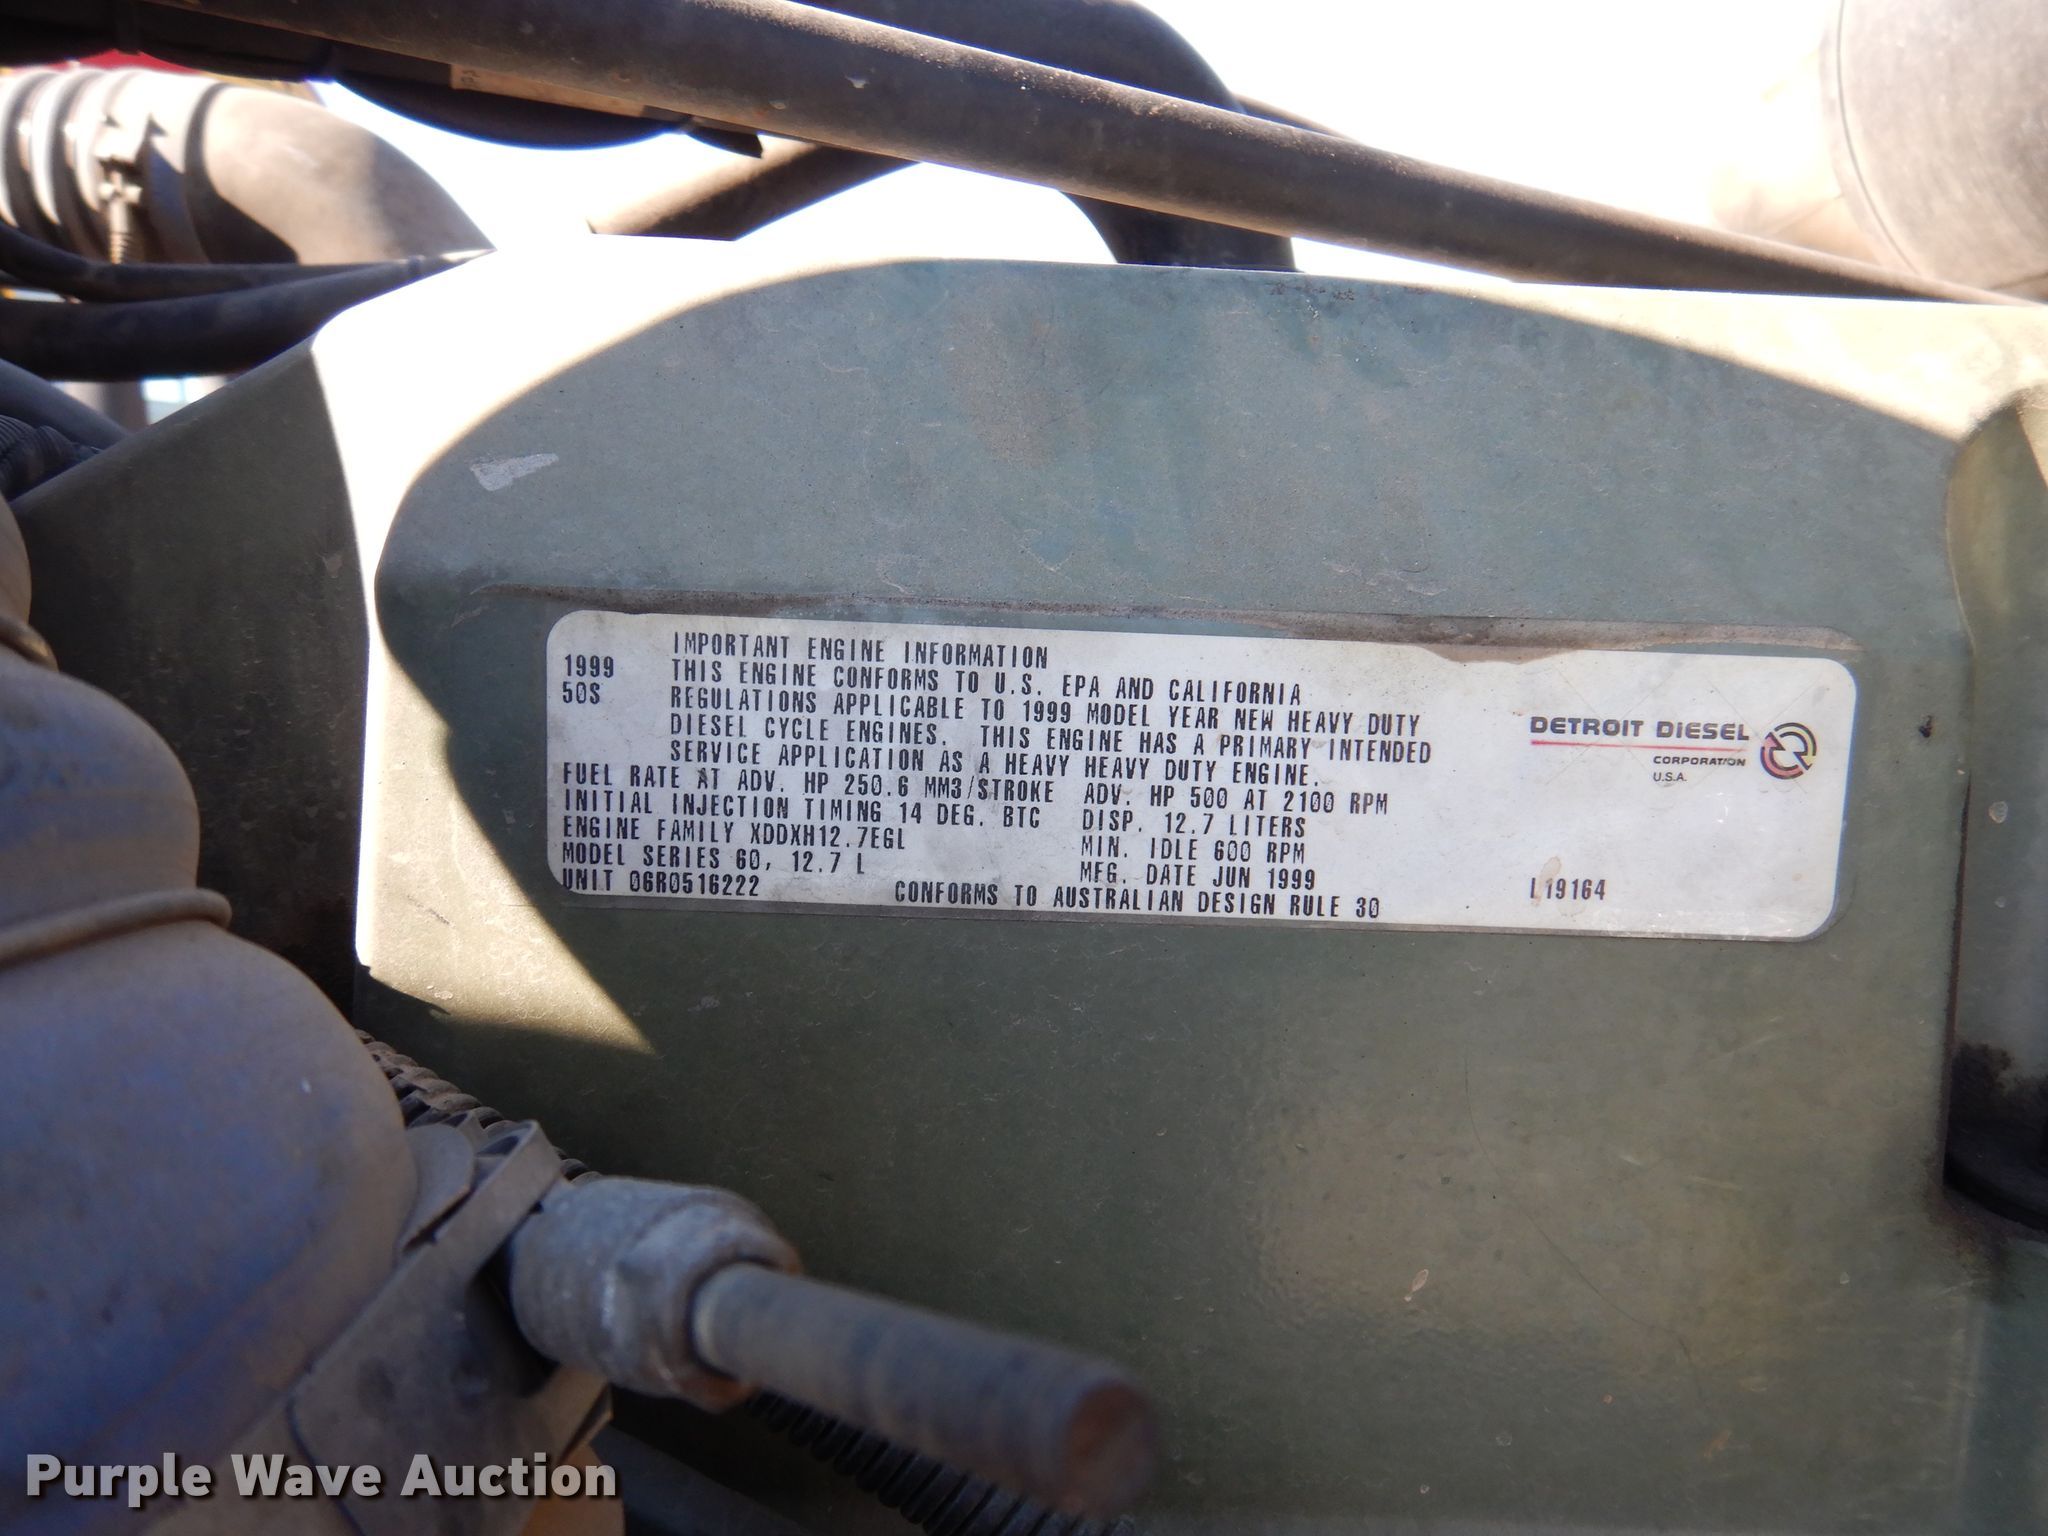 IMPORTANT ENGINE INFORMATION
1999 THIS ENGINE CONFORMS TO U.S. EPA AND CALIFORNIA
50S REGULATIONS APPLICABLE TO 1999 MODEL YEAR NEW HEAVY DUTY
DIESEL CYCLE ENGINES. THIS ENGINE HAS A PRIMARY INTENDED
SERVICE APPLICATION AS A HEAVY HEAVY DUTY ENGINE.
FUEL RATE AT ADV. HP 250.6 MM3/STROKE ADV. HP 500 AT 2100 RPM
INITIAL INJECTION TIMING 14 DEG. BTC DISP. 12.7 LITERS
ENGINE FAMILY XDDXH12.7EGL MIN. IDLE 600 RPM
MODEL SERIES 60, 12.7 L MFG. DATE JUN 1999
UNIT 06R0516222 CONFORMS TO AUSTRALIAN DESIGN RULE 30
DETROIT DIESEL
CORPORATION
U.S.A.
L19164
Purple Wave Auction